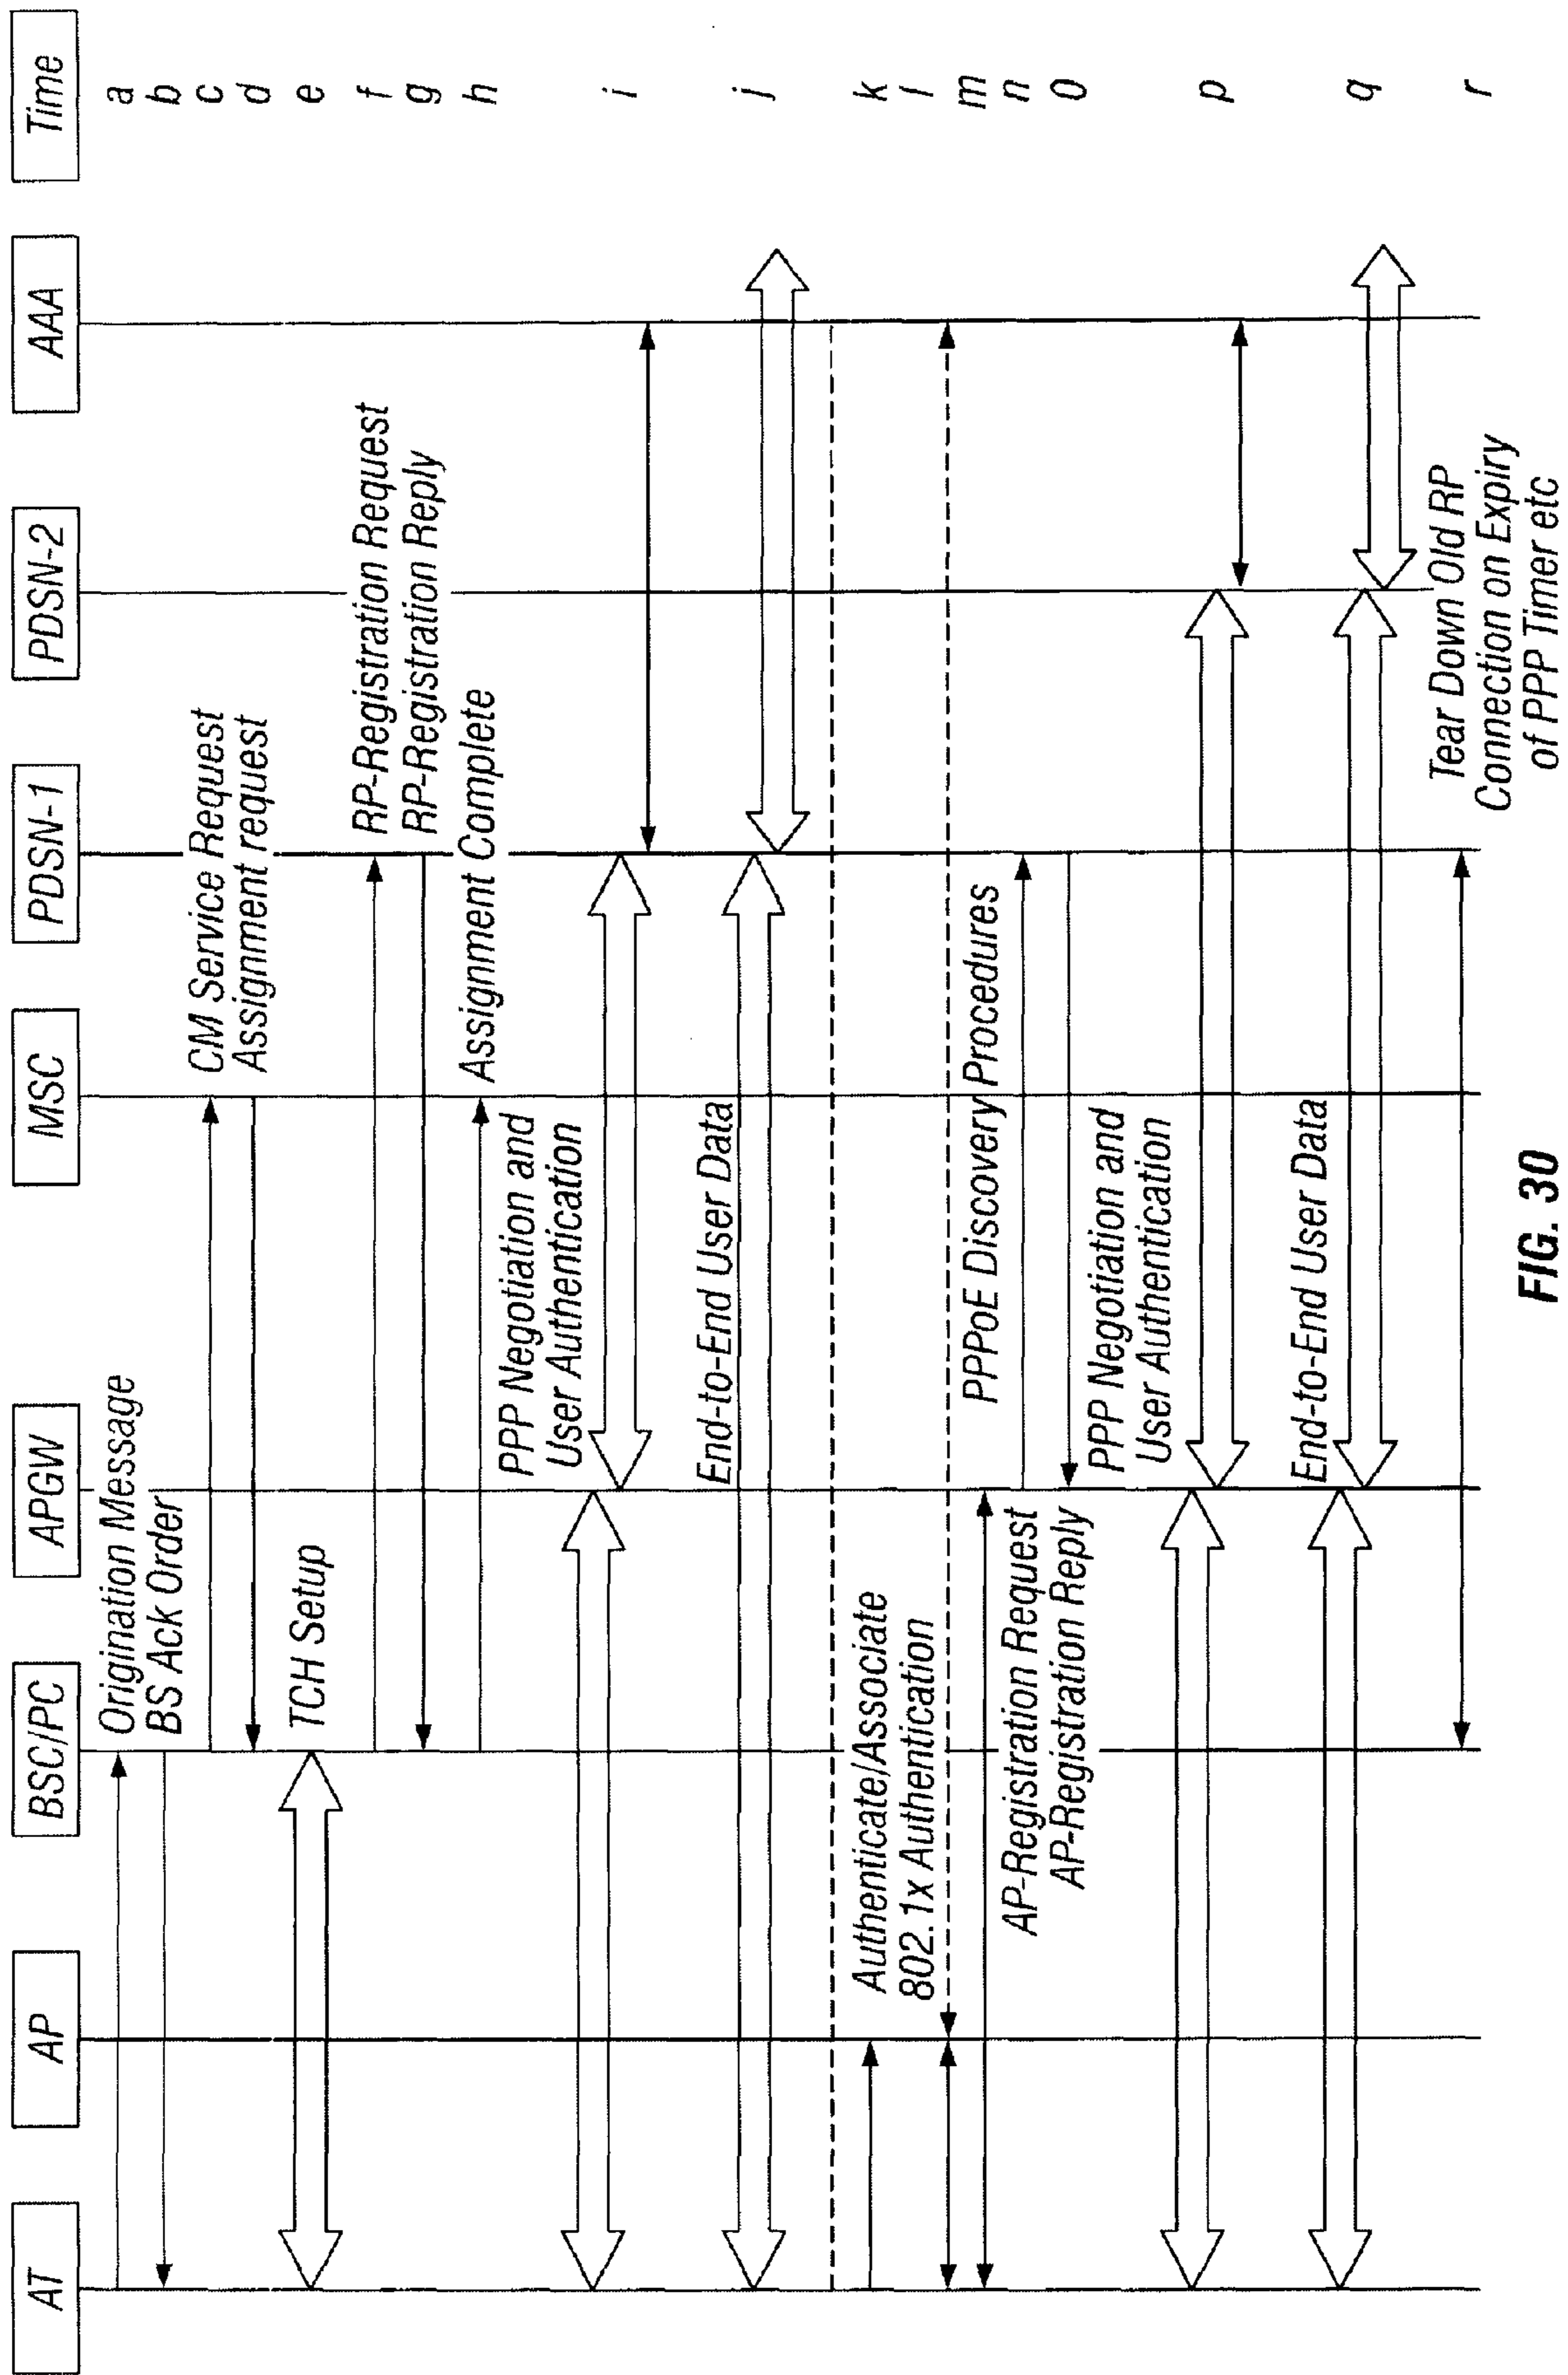 AT
AP
BSC/PC
APGW
MSC
PDSN-1
PDSN-2
AAA
Time
Origination Message
a
BS Ack Order
b
CM Service Request
c
Assignment request
d
TCH Setup
e
RP-Registration Request
f
RP-Registration Reply
g
Assignment Complete
h
PPP Negotiation and
User Authentication
i
End-to-End User Data
j
Authenticate/Associate
k
802.1x Authentication
l
PPPoE Discovery Procedures
m
AP-Registration Request
n
AP-Registration Reply
o
PPP Negotiation and
User Authentication
p
End-to-End User Data
q
Tear Down Old RP
Connection on Expiry
of PPP Timer etc
r
FIG. 30